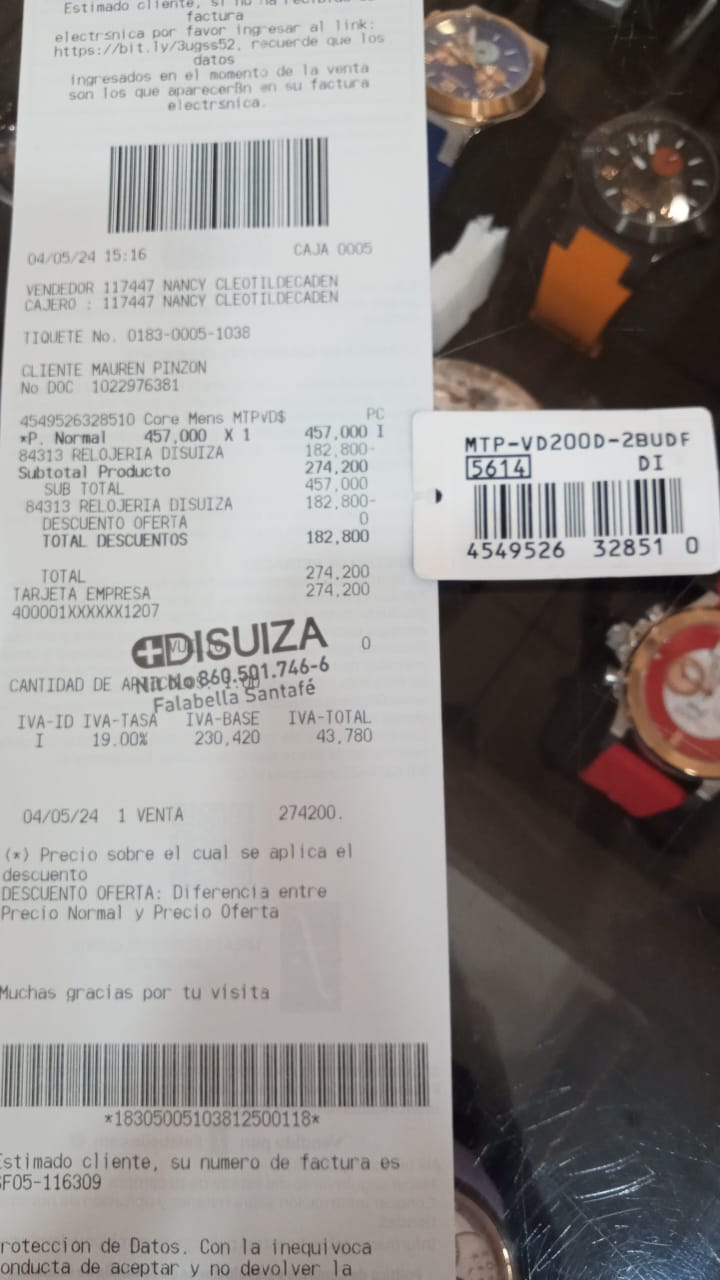 Estimado cliente, si no ha recibido su
factura
electrsnica por favor ingresar al link:
https://bit.ly/3ugss52, recuerde que los
datos
ingresados en el momento de la venta
son los que aparecerßn en su factura
electrsnica.
04/05/24 15:16 CAJA 0005
VENDEDOR 117447 NANCY CLEOTILDECADEN
CAJERO : 117447 NANCY CLEOTILDECADEN
TIQUETE No. 0183-0005-1038
CLIENTE MAUREN PINZON
No DOC 1022976381
4549526328510 Core Mens MTPVD$ PC
*P. Normal 457,000 X 1 457,000 I
84313 RELOJERIA DISUIZA 182,800-
Subtotal Producto 274,200
SUB TOTAL 457,000
84313 RELOJERIA DISUIZA 182,800-
DESCUENTO OFERTA 0
TOTAL DESCUENTOS 182,800
TOTAL 274,200
TARJETA EMPRESA 274,200
400001XXXXXX1207
0
DISUIZA
Nit No 860.501.746-6
Falabella Santafé
CANTIDAD DE
IVA-ID IVA-TASA IVA-BASE IVA-TOTAL
I 19.00% 230,420 43,780
04/05/24 1 VENTA 274200.
(*) Precio sobre el cual se aplica el
descuento
DESCUENTO OFERTA: Diferencia entre
Precio Normal y Precio Oferta
Muchas gracias por tu visita
*18305005103812500118*
Estimado cliente, su numero de factura es
SF05-116309
roteccion de Datos. Con la inequivoca
onducta de aceptar y no devolver la
MTP-VD200D-2BUDF
5614 DI
4549526 32851 0